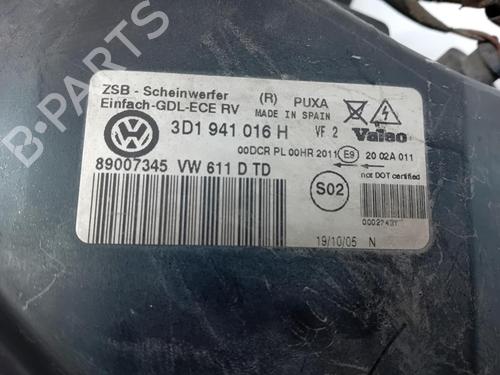 B-PARTS
ZSB - Scheinwerfer (R) PUXA
Einfach-GDL-ECE RV MADE IN SPAIN
3D1 941 016 H VF 2 Valeo
00DCR PL 00HR 2011 E9 20 02A 011
89007345 VW 611 D TD not DOT certified
S02
00027431
19/10/05 N